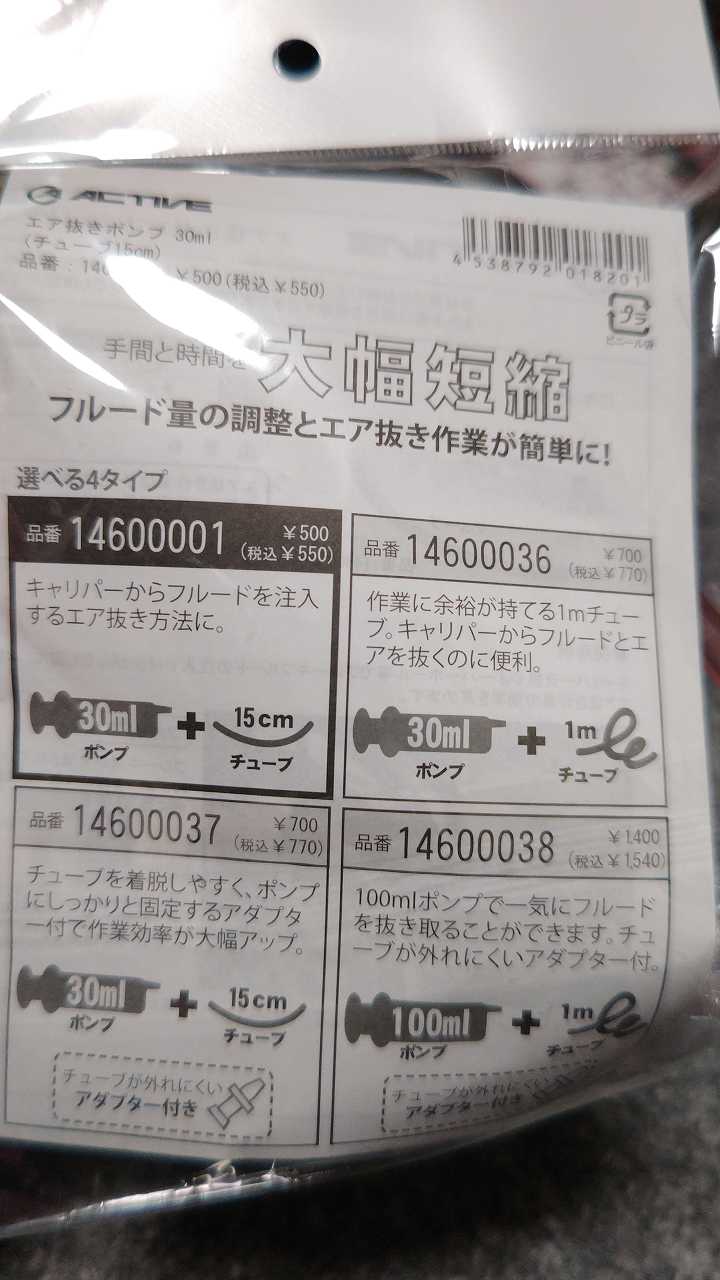 ACTIVE
エア抜きポンプ 30ml
(チューブ15cm)
品番：146 ¥500(税込¥550)
4 538792 018201
プラ
ビニール袋
手間と時間を大幅短縮
フルード量の調整とエア抜き作業が簡単に!
選べる4タイプ
品番 14600001 ¥500
(税込¥550)
キャリパーからフルードを注入
するエア抜き方法に。
30ml + 15cm
ポンプ チューブ
品番 14600036 ¥700
(税込¥770)
作業に余裕が持てる1mチュー
ブ。キャリパーからフルードとエ
アを抜くのに便利。
30ml + 1m
ポンプ チューブ
品番 14600037 ¥700
(税込¥770)
チューブを着脱しやすく、ポンプ
にしっかりと固定するアダプタ
ー付で作業効率が大幅アップ。
30ml + 15cm
ポンプ チューブ
チューブが外れにくい
アダプター付き
品番 14600038 ¥1,400
(税込¥1,540)
100mlポンプで一気にフルード
を抜き取ることができます。チュ
ーブが外れにくいアダプター付。
100ml + 1m
ポンプ チューブ
チューブが外れにくい
アダプター付き